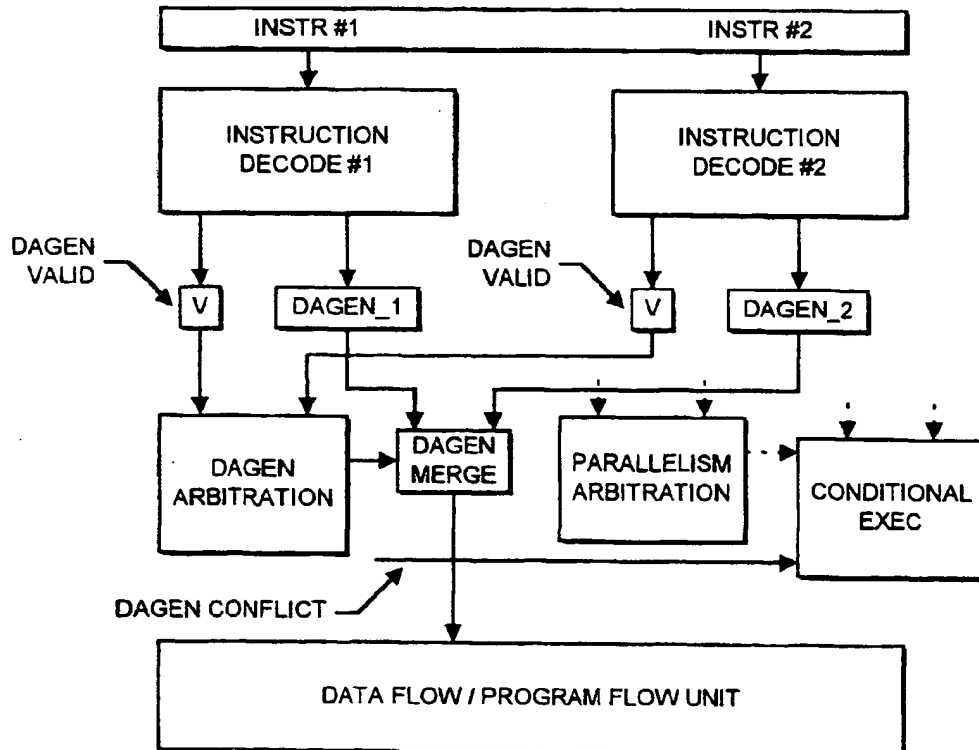 INSTR #1
INSTR #2
INSTRUCTION
DECODE #1
INSTRUCTION
DECODE #2
DAGEN
VALID
DAGEN
VALID
V
DAGEN_1
V
DAGEN_2
DAGEN
ARBITRATION
DAGEN
MERGE
PARALLELISM
ARBITRATION
CONDITIONAL
EXEC
DAGEN CONFLICT
DATA FLOW / PROGRAM FLOW UNIT